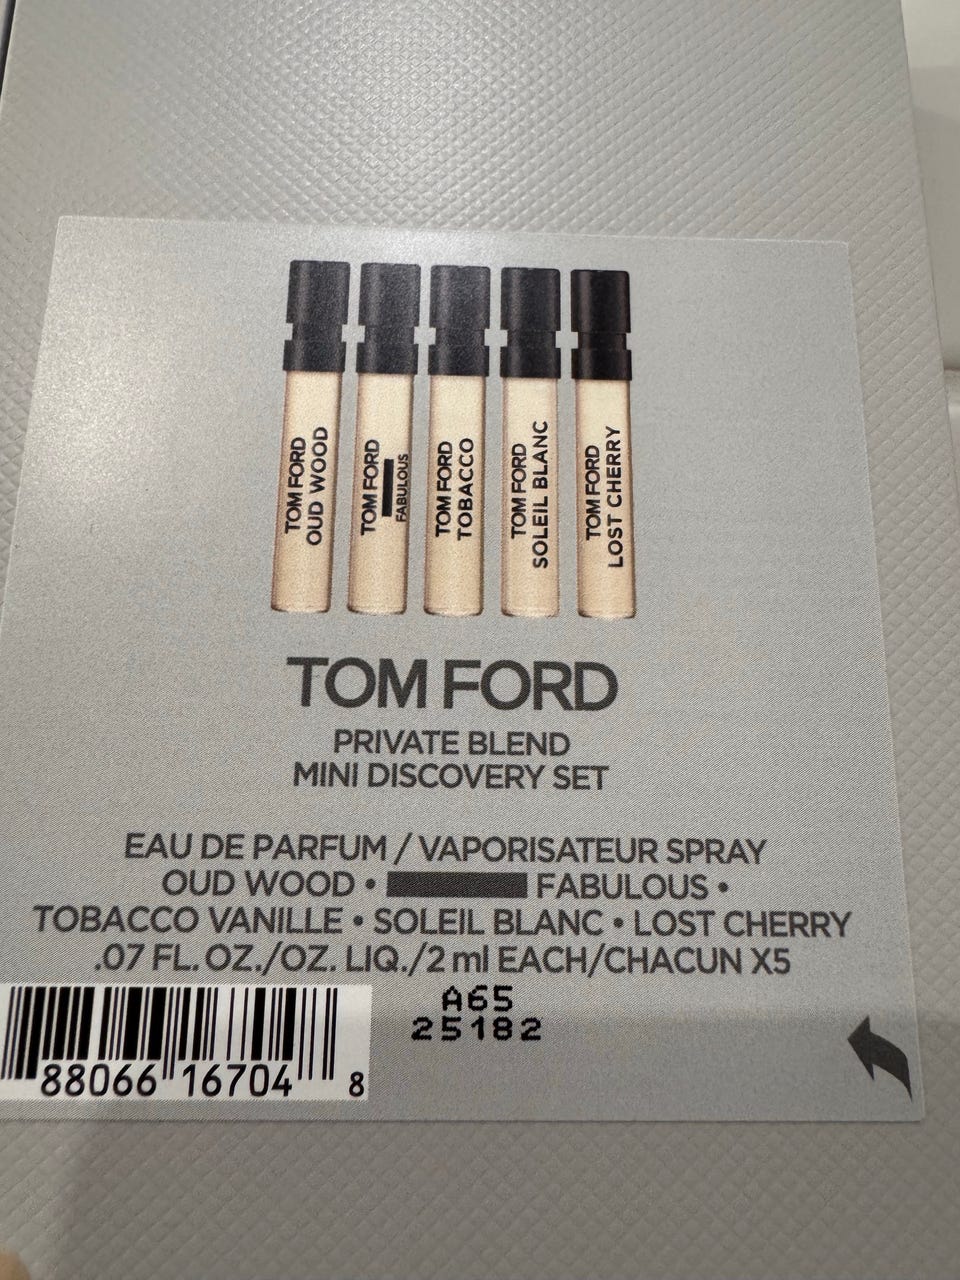 TOM FORD
OUD WOOD
TOM FORD
FABULOUS
TOM FORD
TOBACCO
TOM FORD
SOLEIL BLANC
TOM FORD
LOST CHERRY
TOM FORD
PRIVATE BLEND
MINI DISCOVERY SET
EAU DE PARFUM / VAPORISATEUR SPRAY
OUD WOOD • FABULOUS •
TOBACCO VANILLE • SOLEIL BLANC • LOST CHERRY
.07 FL. OZ./OZ. LIQ./2 ml EACH/CHACUN X5
A65
25182
88066 16704 8